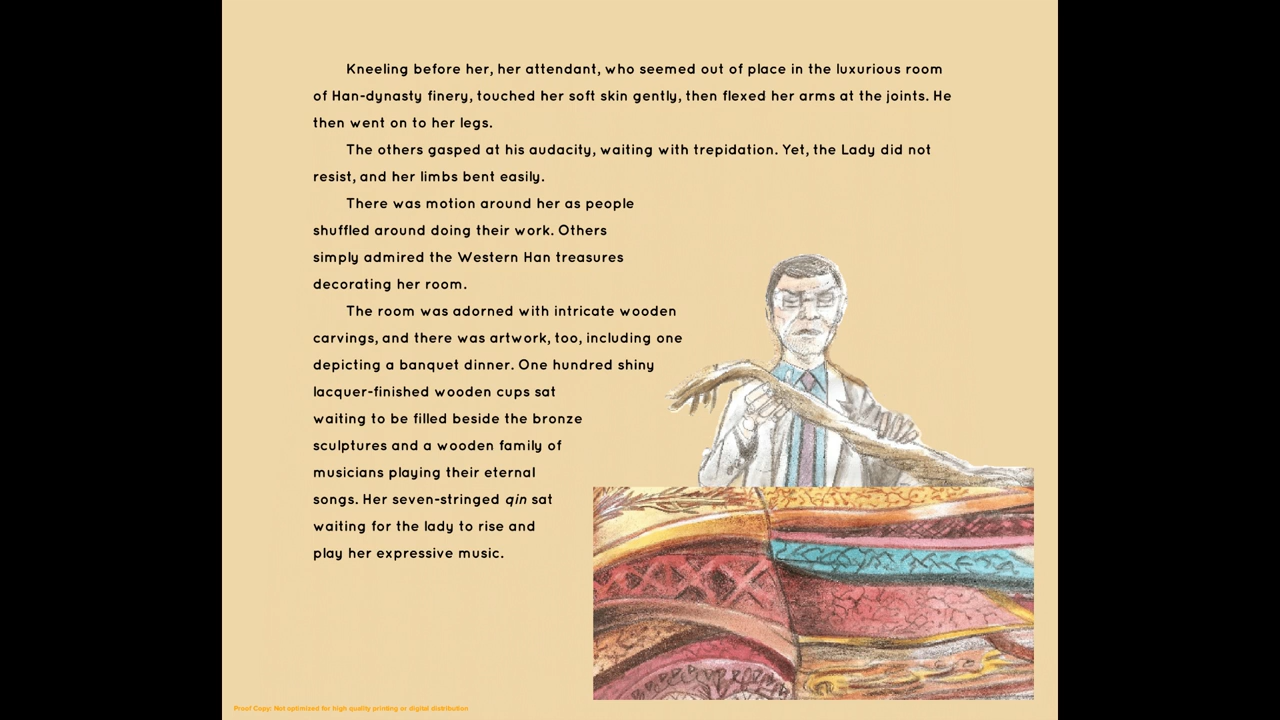 Kneeling before her, her attendant, who seemed out of place in the luxurious room
of Han-dynasty finery, touched her soft skin gently, then flexed her arms at the joints. He
then went on to her legs.
The others gasped at his audacity, waiting with trepidation. Yet, the Lady did not
resist, and her limbs bent easily.
There was motion around her as people
shuffled around doing their work. Others
simply admired the Western Han treasures
decorating her room.
The room was adorned with intricate wooden
carvings, and there was artwork, too, including one
depicting a banquet dinner. One hundred shiny
lacquer-finished wooden cups sat
waiting to be filled beside the bronze
sculptures and a wooden family of
musicians playing their eternal
songs. Her seven-stringed qin sat
waiting for the lady to rise and
play her expressive music.
Proof Copy: Not optimized for high quality printing or digital distribution